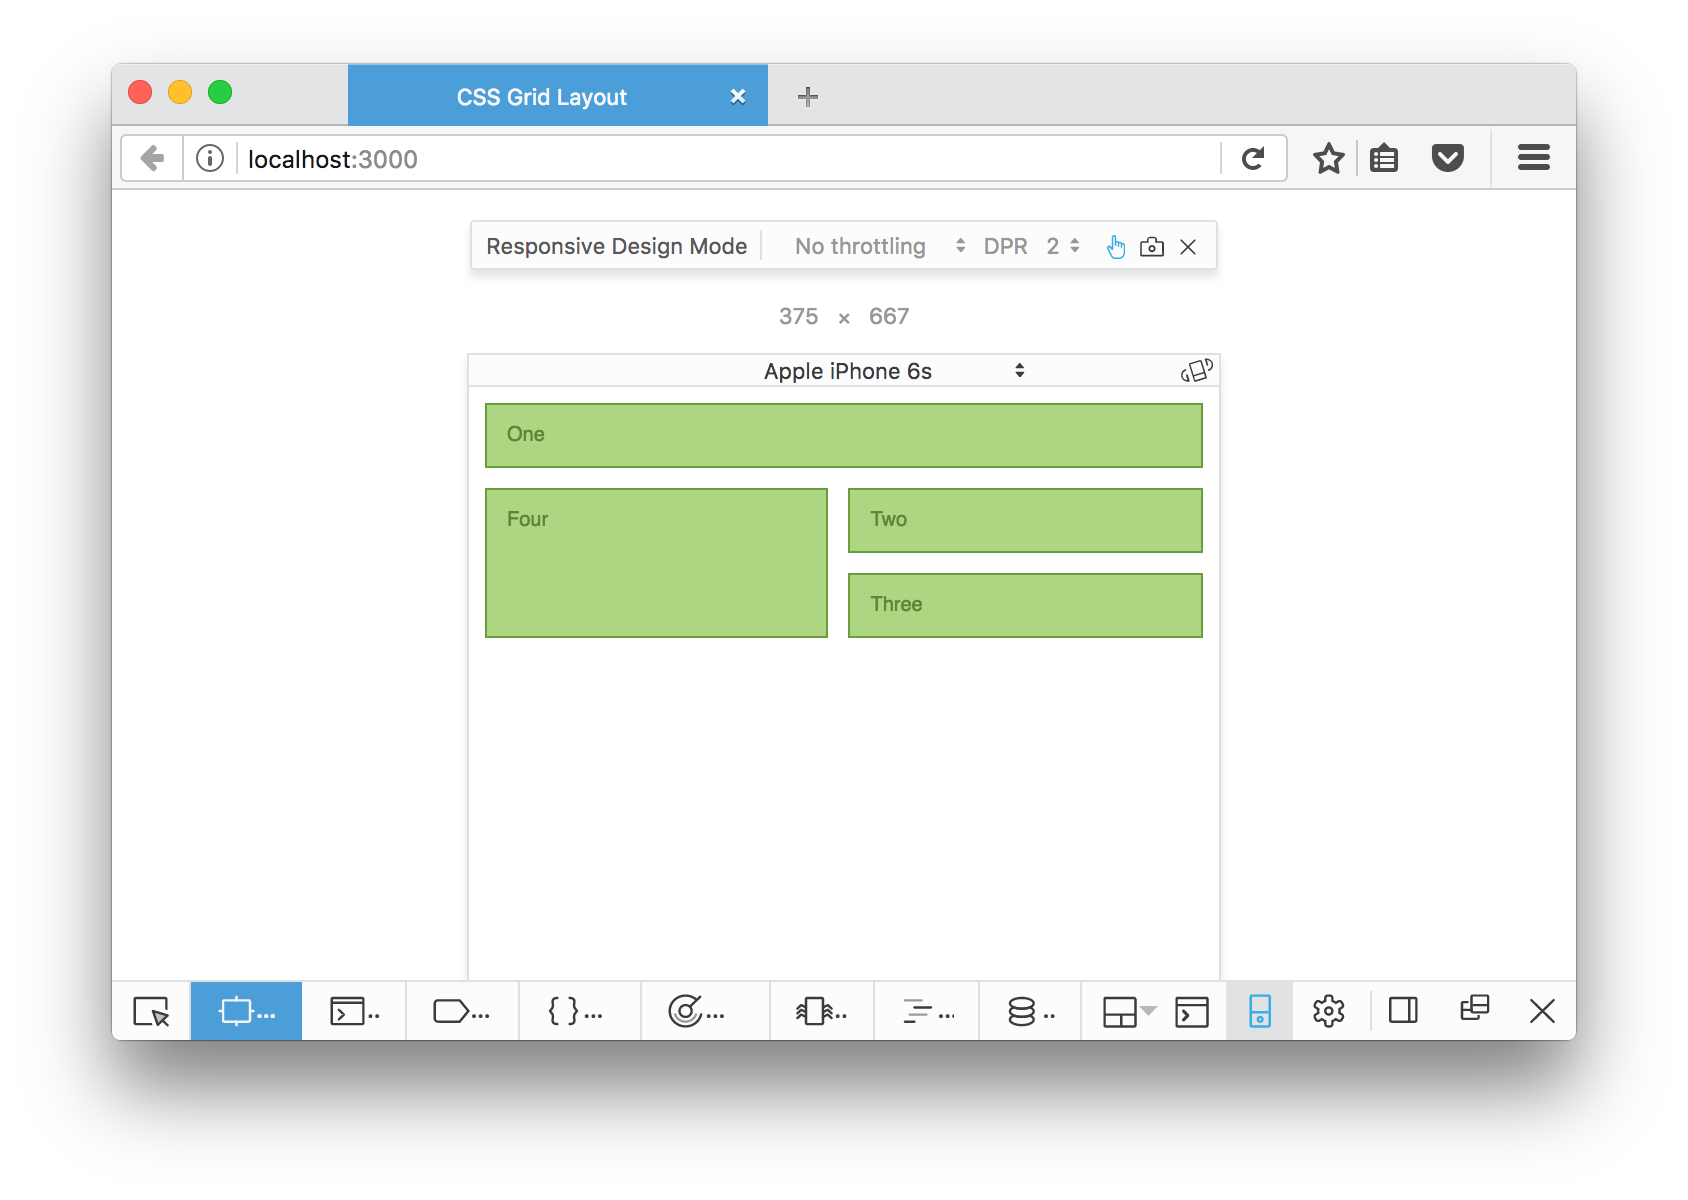 CSS Grid Layout
localhost:3000
Responsive Design Mode No throttling DPR 2
375 × 667
Apple iPhone 6s
One
Four
Two
Three